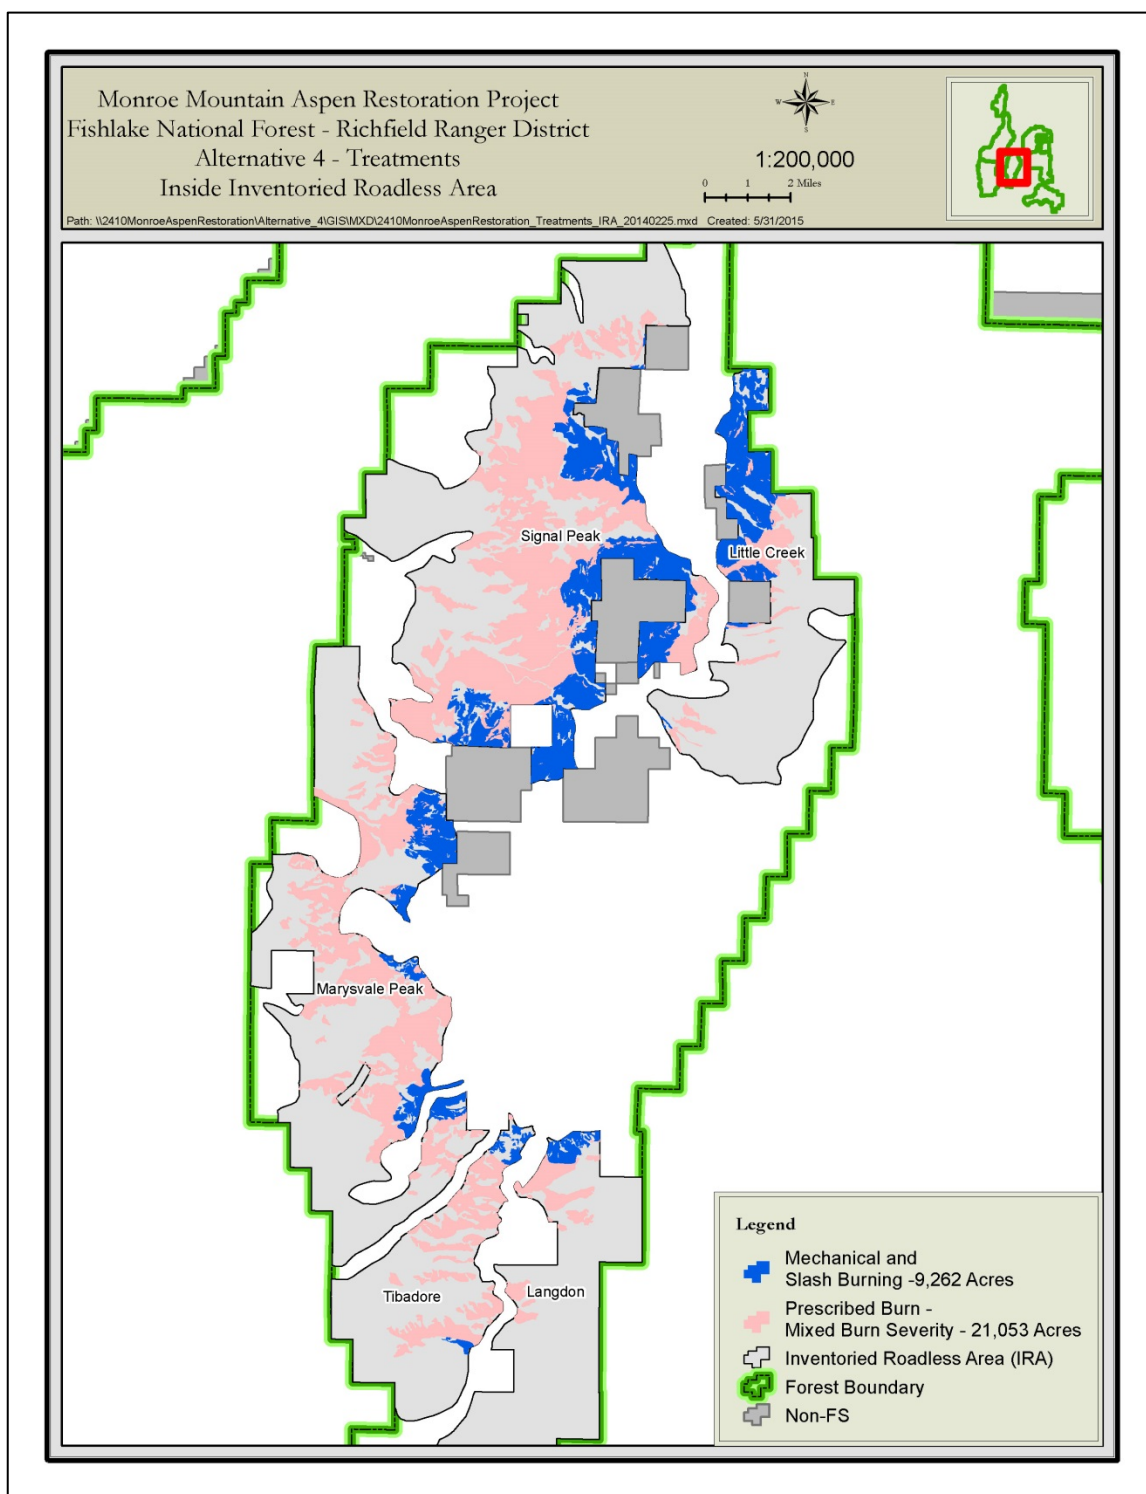 Monroe Mountain Aspen Restoration Project
Fishlake National Forest - Richfield Ranger District
Alternative 4 - Treatments
Inside Inventoried Roadless Area
Path: \\2410MonroeAspenRestoration\Alternative_4\GIS\MXD\2410MonroeAspenRestoration_Treatments_IRA_20140225.mxd Created: 5/31/2015
N
W E
S
1:200,000
0 1 2 Miles
Signal Peak
Little Creek
Marysvale Peak
Tibadore
Langdon
Legend
Mechanical and
Slash Burning -9,262 Acres
Prescribed Burn -
Mixed Burn Severity - 21,053 Acres
Inventoried Roadless Area (IRA)
Forest Boundary
Non-FS